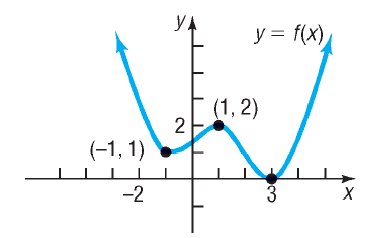 y
y = f(x)
(1, 2)
2
(−1, 1)
−2
3
x